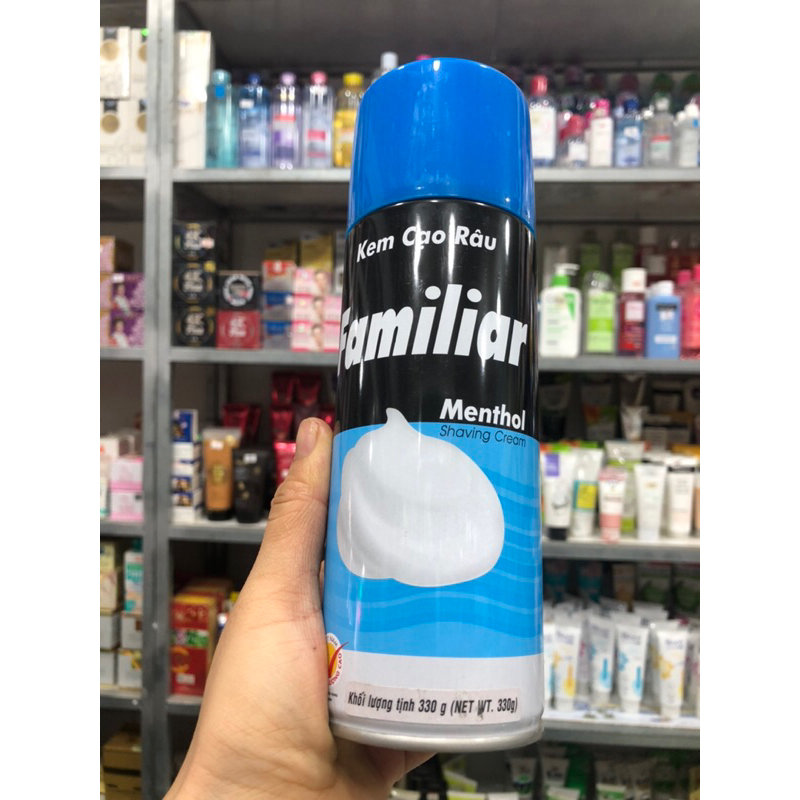 Kem Cạo Râu
Familiar
Menthol
Shaving Cream
Khối lượng tịnh 330 g (NET WT. 330g)